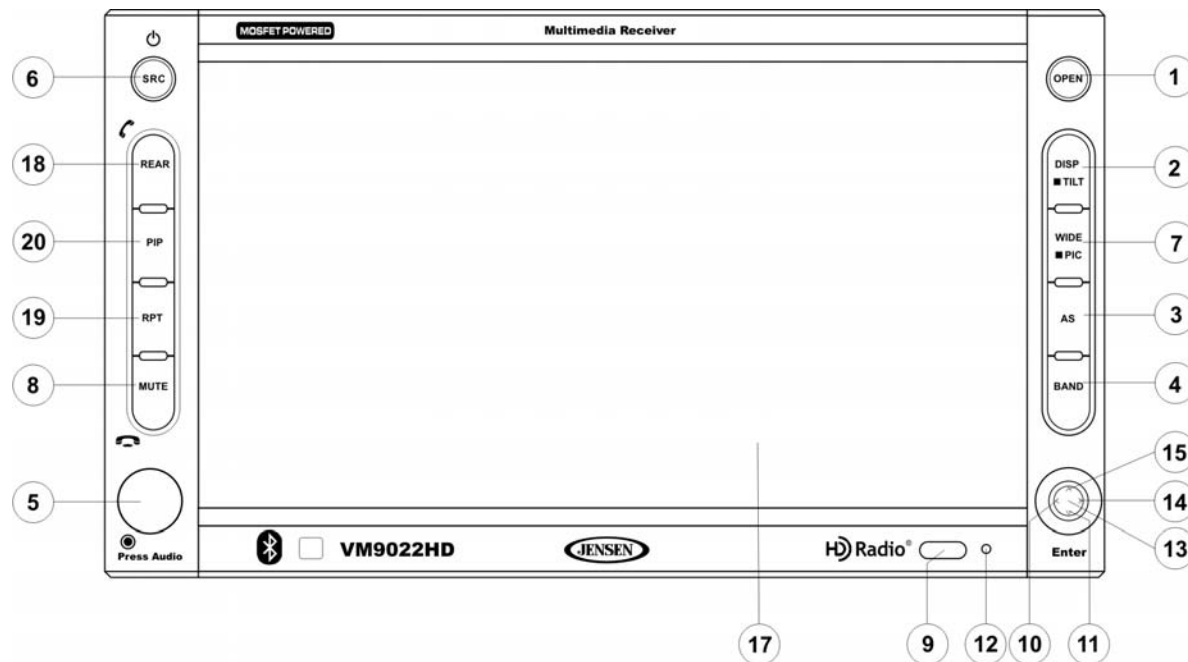 MOSFET POWERED Multimedia Receiver
6 SRC OPEN 1
18 REAR DISP 2
■ TILT
20 PIP WIDE 7
■ PIC
19 RPT AS 3
8 MUTE BAND 4
15
5 14
13
Press Audio VM9022HD JENSEN HD Radio® Enter
17 9 12 10 11